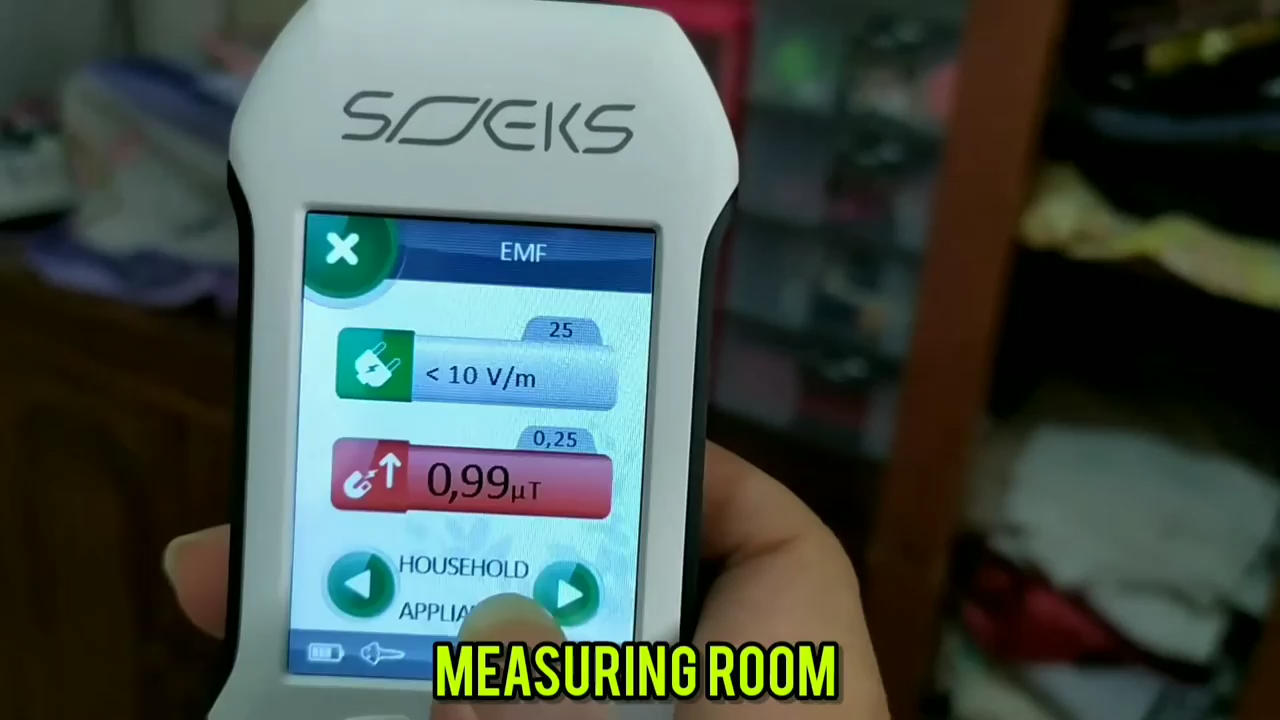 SOEKS
EMF
25
< 10 V/m
0,25
0,99μT
HOUSEHOLD
MEASURING ROOM